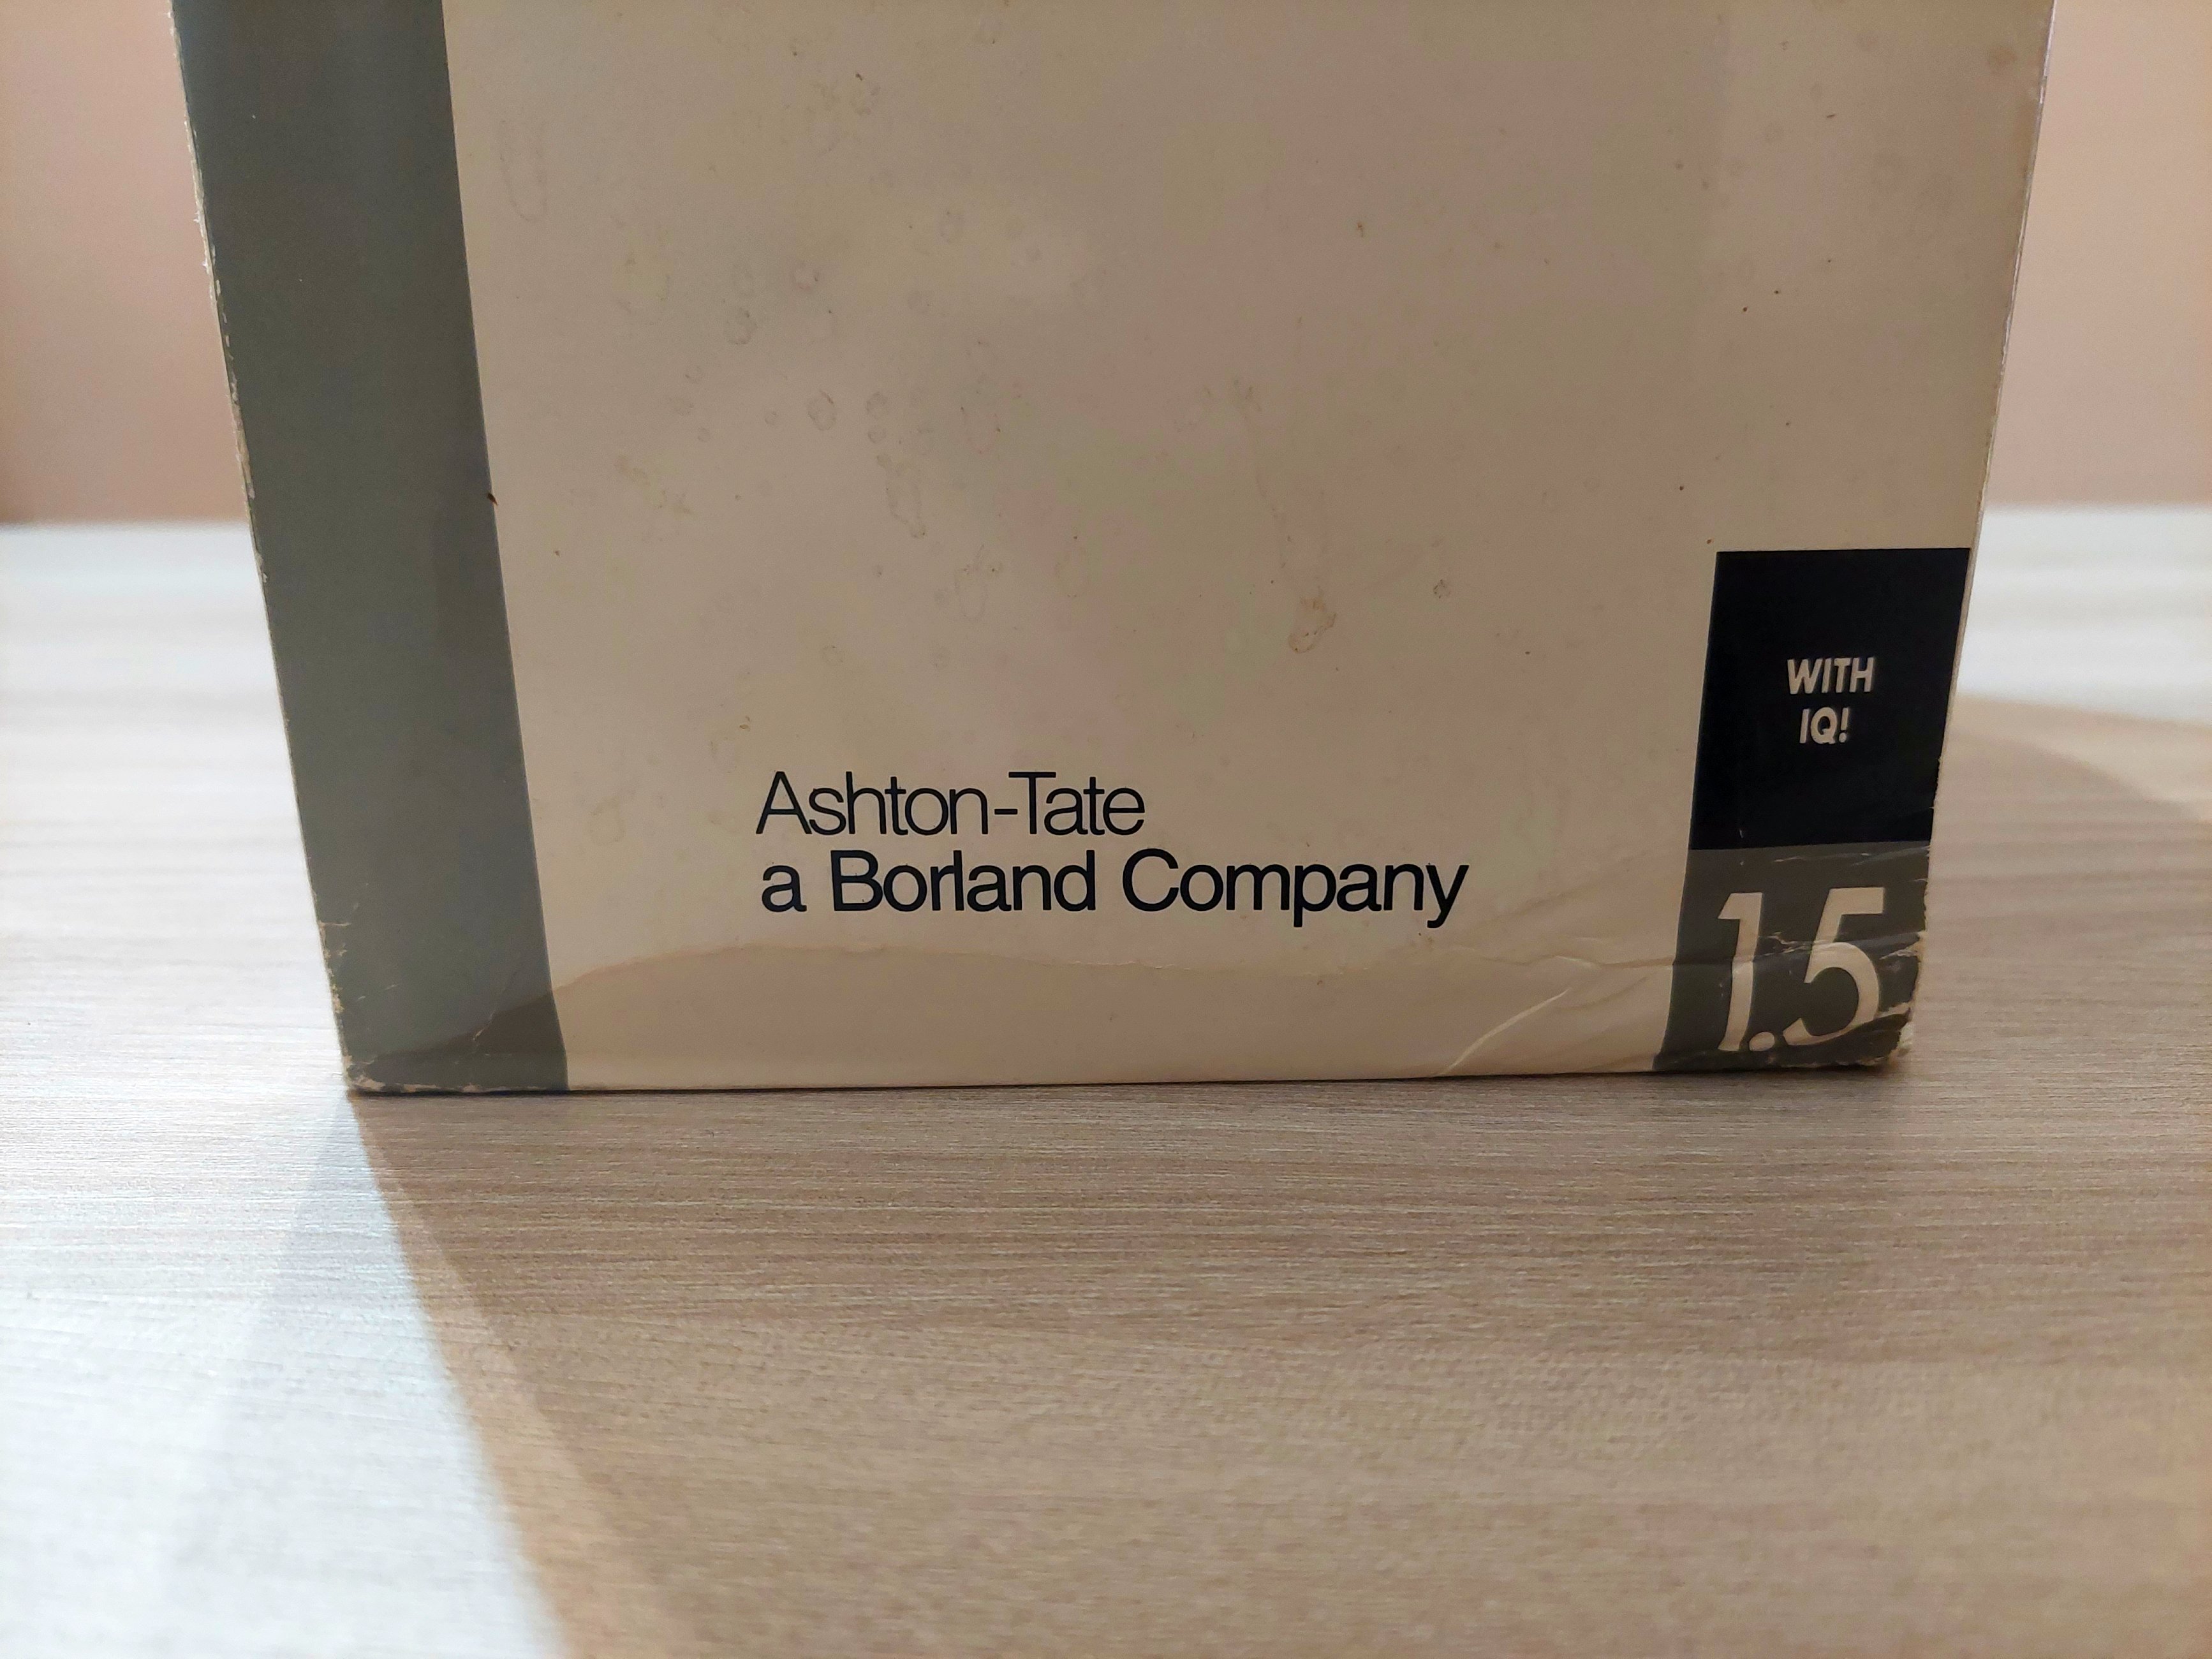 Ashton-Tate
a Borland Company
WITH
IQ!
1.5